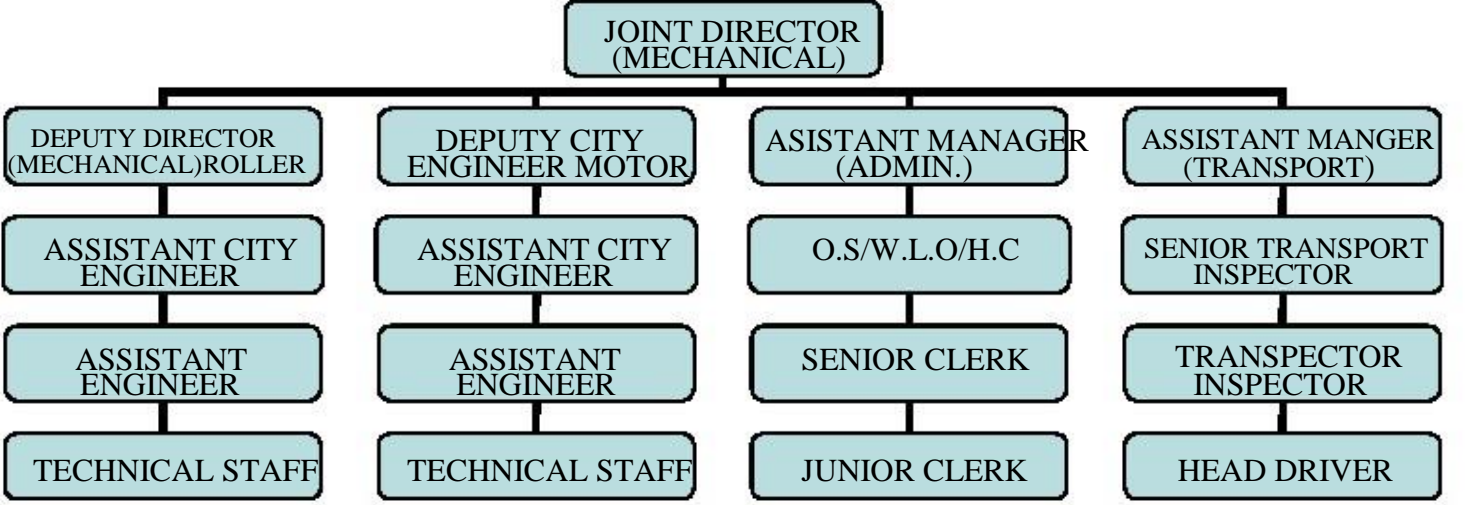 JOINT DIRECTOR
(MECHANICAL)
DEPUTY DIRECTOR
(MECHANICAL)ROLLER
DEPUTY CITY
ENGINEER MOTOR
ASISTANT MANAGER
(ADMIN.)
ASSISTANT MANGER
(TRANSPORT)
ASSISTANT CITY
ENGINEER
ASSISTANT CITY
ENGINEER
O.S/W.L.O/H.C
SENIOR TRANSPORT
INSPECTOR
ASSISTANT
ENGINEER
ASSISTANT
ENGINEER
SENIOR CLERK
TRANSPECTOR
INSPECTOR
TECHNICAL STAFF
TECHNICAL STAFF
JUNIOR CLERK
HEAD DRIVER